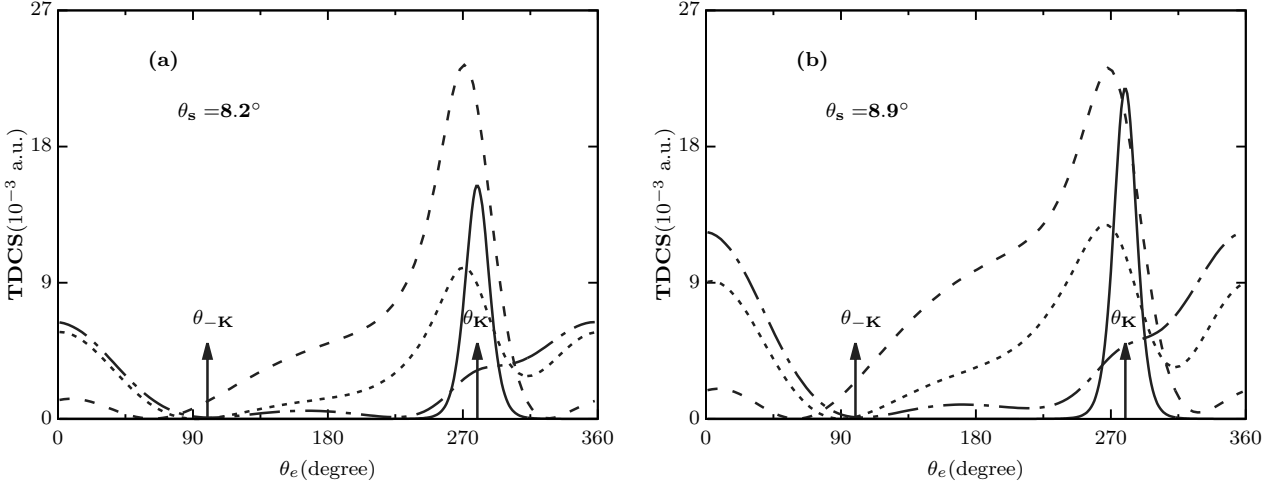 27
(a)
θs =8.2°
18
TDCS(10−3 a.u.)
9
θ−K
θK
0
0 90 180 270 360
θe(degree)
27
(b)
θs =8.9°
18
TDCS(10−3 a.u.)
9
θ−K
θK
0
0 90 180 270 360
θe(degree)